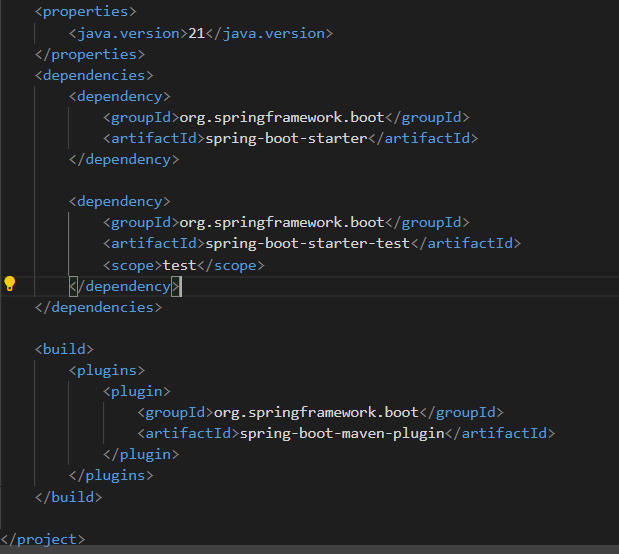 <properties>
<java.version>21</java.version>
</properties>
<dependencies>
<dependency>
<groupId>org.springframework.boot</groupId>
<artifactId>spring-boot-starter</artifactId>
</dependency>
<dependency>
<groupId>org.springframework.boot</groupId>
<artifactId>spring-boot-starter-test</artifactId>
<scope>test</scope>
</dependency>
</dependencies>
<build>
<plugins>
<plugin>
<groupId>org.springframework.boot</groupId>
<artifactId>spring-boot-maven-plugin</artifactId>
</plugin>
</plugins>
</build>
</project>